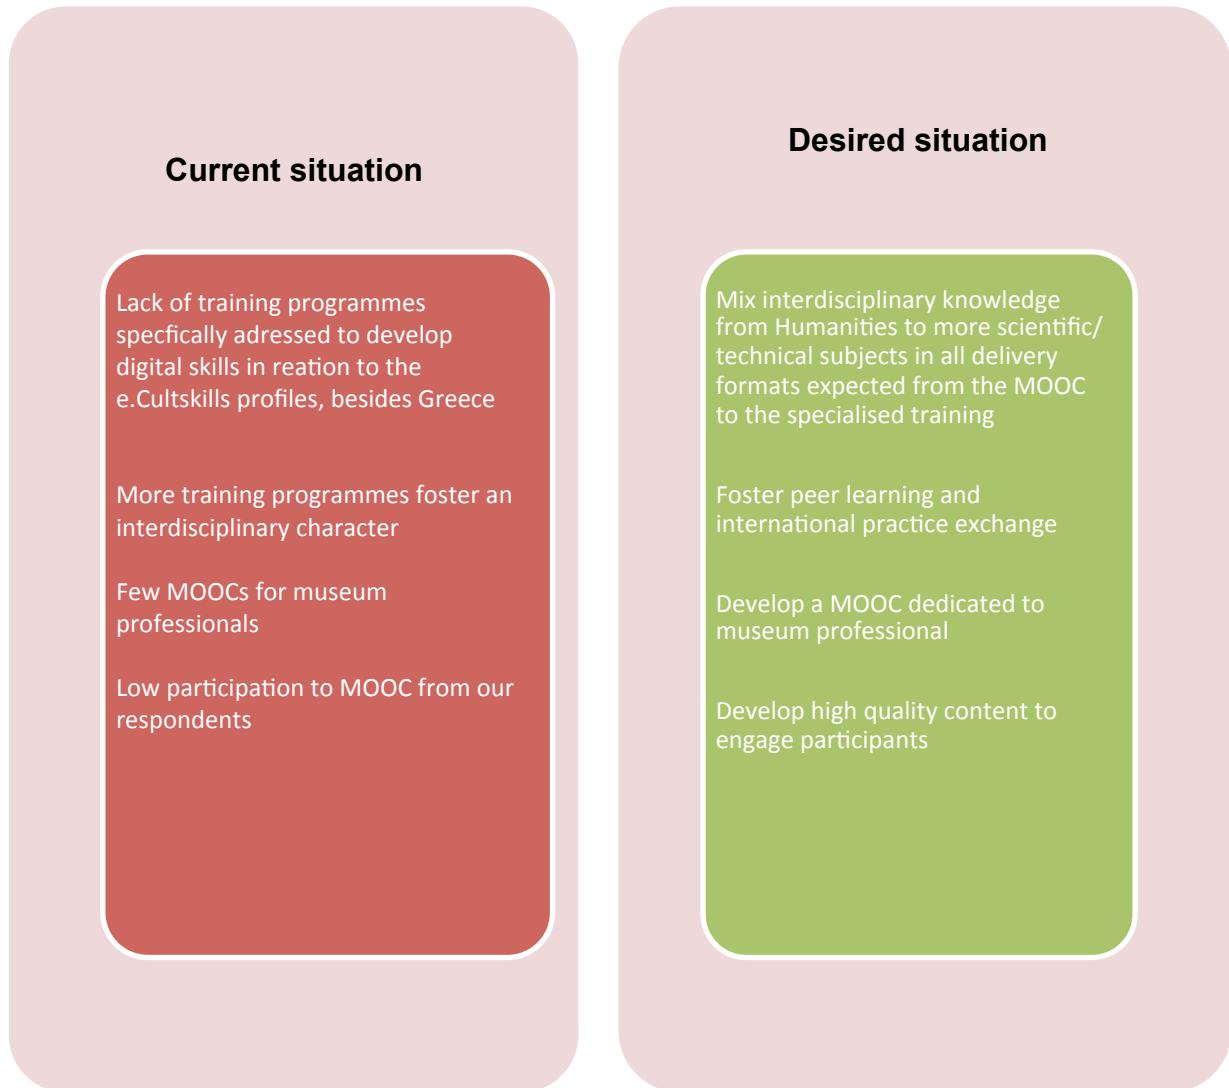 Current situation
Lack of training programmes
specfically adressed to develop
digital skills in reation to the
e.Cultskills profiles, besides Greece
More training programmes foster an
interdisciplinary character
Few MOOCs for museum
professionals
Low participation to MOOC from our
respondents
Desired situation
Mix interdisciplinary knowledge
from Humanities to more scientific/
technical subjects in all delivery
formats expected from the MOOC
to the specialised training
Foster peer learning and
international practice exchange
Develop a MOOC dedicated to
museum professional
Develop high quality content to
engage participants